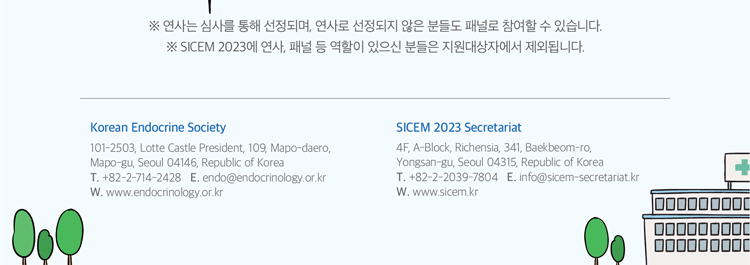 ※ 연사는 심사를 통해 선정되며, 연사로 선정되지 않은 분들도 패널로 참여할 수 있습니다.
※ SICEM 2023에 연사, 패널 등 역할이 있으신 분들은 지원대상자에서 제외됩니다.
Korean Endocrine Society
101-2503, Lotte Castle President, 109, Mapo-daero,
Mapo-gu, Seoul 04146, Republic of Korea
T. +82-2-714-2428 E. endo@endocrinology.or.kr
W. www.endocrinology.or.kr
SICEM 2023 Secretariat
4F, A-Block, Richensia, 341, Baekbeom-ro,
Yongsan-gu, Seoul 04315, Republic of Korea
T. +82-2-2039-7804 E. info@sicem-secretariat.kr
W. www.sicem.kr